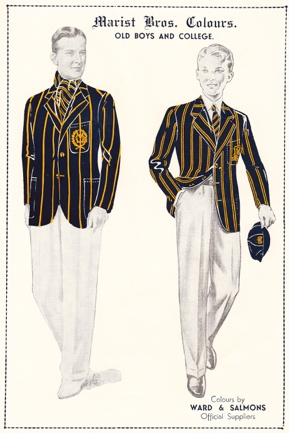 Marist Bros. Colours.
OLD BOYS AND COLLEGE.
Colours by
WARD & SALMONS
Official Suppliers